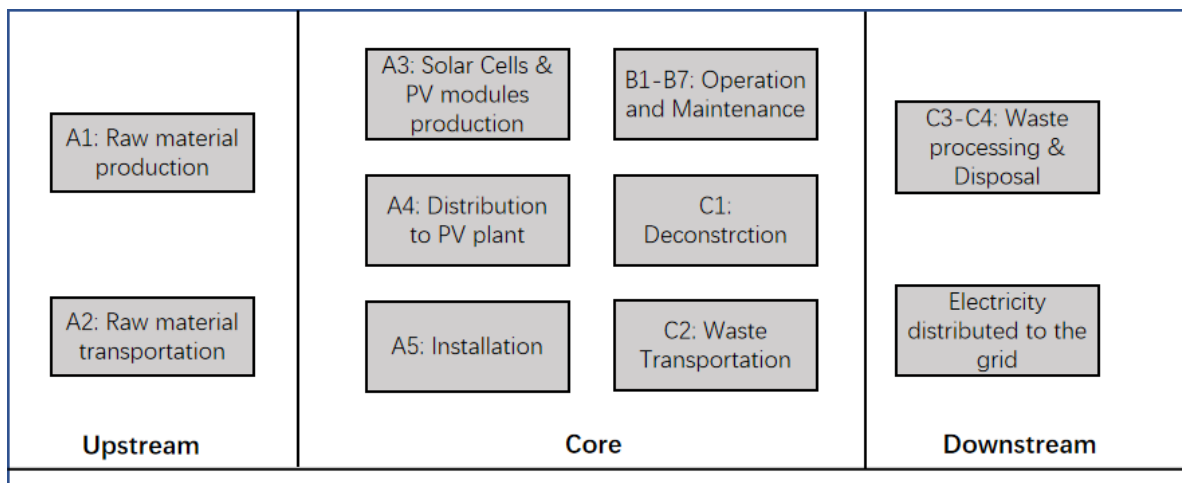 A1: Raw material
production
A2: Raw material
transportation
Upstream
A3: Solar Cells &
PV modules
production
A4: Distribution
to PV plant
A5: Installation
B1-B7: Operation
and Maintenance
C1:
Deconstrction
C2: Waste
Transportation
Core
C3-C4: Waste
processing &
Disposal
Electricity
distributed to the
grid
Downstream